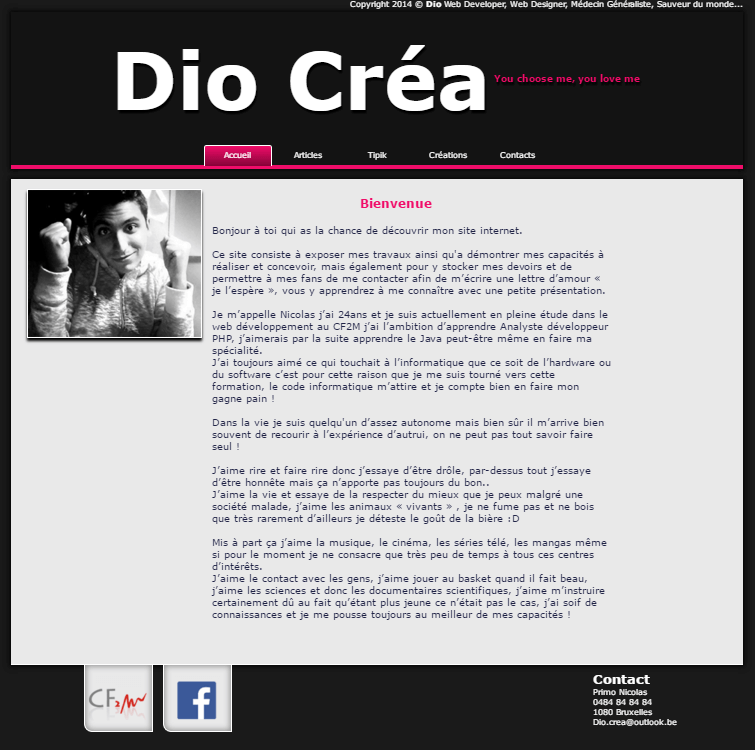 Copyright 2014 © Dio Web Developer, Web Designer, Médecin Généraliste, Sauveur du monde...
Dio Créa
You choose me, you love me
Accueil Articles Tipik Créations Contacts
Bienvenue
Bonjour à toi qui as la chance de découvrir mon site internet.
Ce site consiste à exposer mes travaux ainsi qu'a démontrer mes capacités à
réaliser et concevoir, mais également pour y stocker mes devoirs et de
permettre à mes fans de me contacter afin de m’écrire une lettre d’amour «
je l’espère », vous y apprendrez à me connaître avec une petite présentation.
Je m’appelle Nicolas j’ai 24ans et je suis actuellement en pleine étude dans le
web développement au CF2M j’ai l’ambition d’apprendre Analyste développeur
PHP, j’aimerais par la suite apprendre le Java peut-être même en faire ma
spécialité.
J’ai toujours aimé ce qui touchait à l’informatique que ce soit de l’hardware ou
du software c’est pour cette raison que je me suis tourné vers cette
formation, le code informatique m’attire et je compte bien en faire mon
gagne pain !
Dans la vie je suis quelqu’un d’assez autonome mais bien sûr il m’arrive bien
souvent de recourir à l’expérience d’autrui, on ne peut pas tout savoir faire
seul !
J’aime rire et faire rire donc j’essaye d’être drôle, par-dessus tout j’essaye
d’être honnête mais ça n’apporte pas toujours du bon..
J’aime la vie et essaye de la respecter du mieux que je peux malgré une
société malade, j’aime les animaux « vivants » , je ne fume pas et ne bois
que très rarement d’ailleurs je déteste le goût de la bière :D
Mis à part ça j’aime la musique, le cinéma, les séries télé, les mangas même
si pour le moment je ne consacre que très peu de temps à tous ces centres
d’intérêts.
J’aime le contact avec les gens, j’aime jouer au basket quand il fait beau,
j’aime les sciences et donc les documentaires scientifiques, j’aime m’instruire
certainement dû au fait qu’étant plus jeune ce n’était pas le cas, j’ai soif de
connaissances et je me pousse toujours au meilleur de mes capacités !
CF2M
f
Contact
Primo Nicolas
0484 84 84 84
1080 Bruxelles
Dio.crea@outlook.be